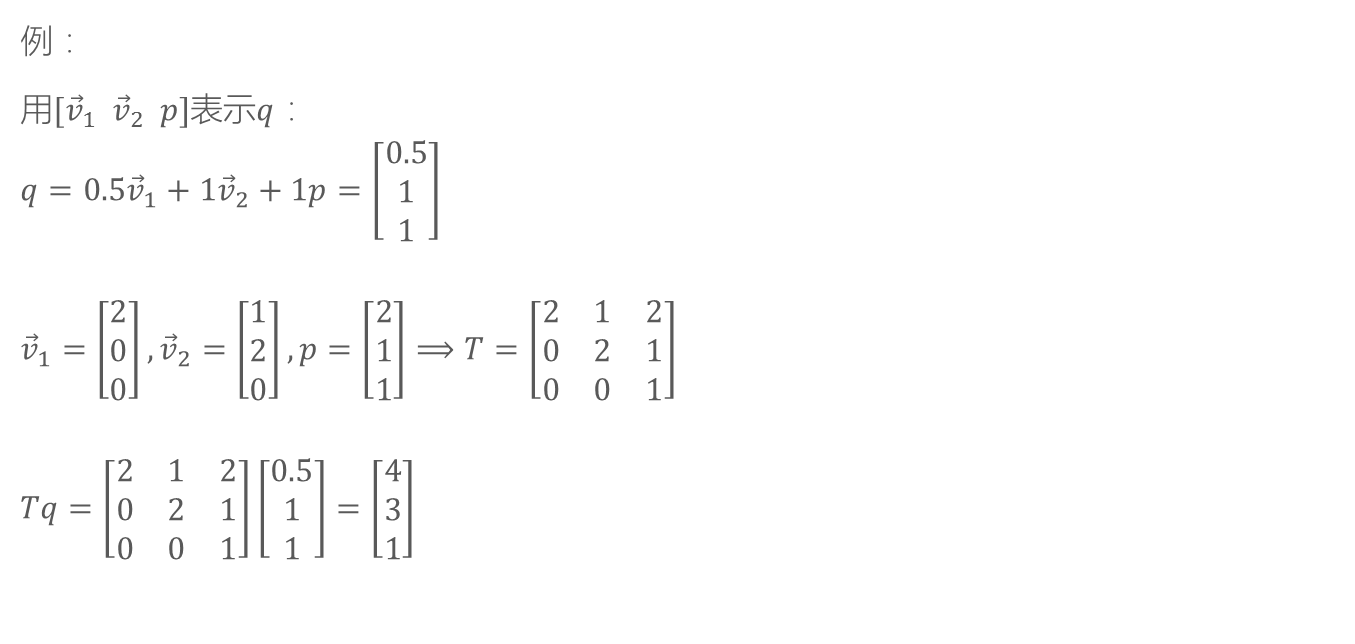 例：
用[v⃗₁ v⃗₂ p]表示q：
q = 0.5v⃗₁ + 1v⃗₂ + 1p = [0.5 1 1]
v⃗₁ = [2 0 0], v⃗₂ = [1 2 0], p = [2 1 1] ⟹ T = [2 1 2 0 2 1 0 0 1]
Tq = [2 1 2 0 2 1 0 0 1] [0.5 1 1] = [4 3 1]